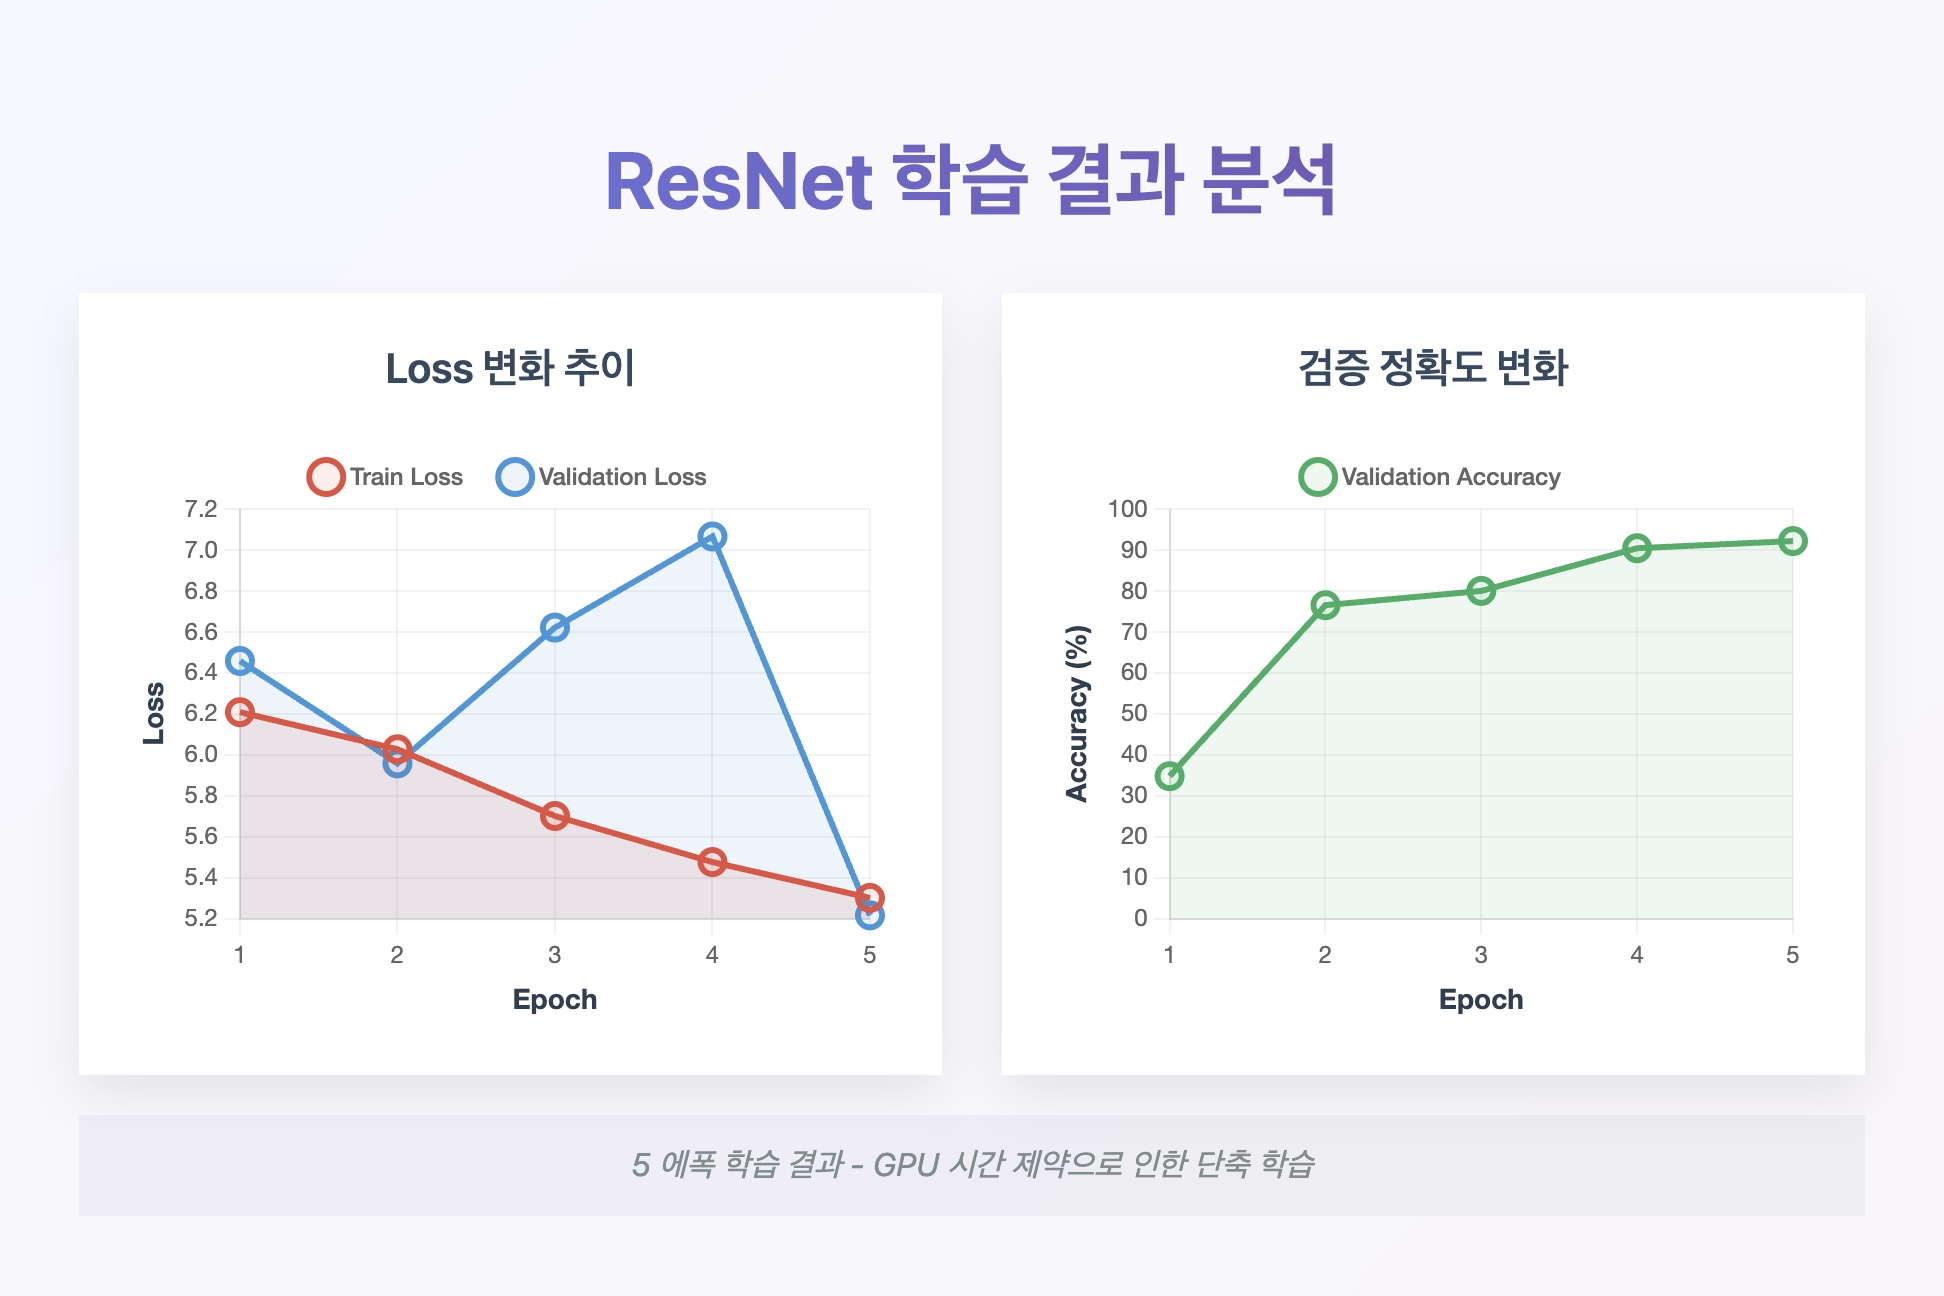 ResNet 학습 결과 분석
Loss 변화 추이
Train Loss
Validation Loss
7.2
7.0
6.8
6.6
6.4
6.2
6.0
5.8
5.6
5.4
5.2
Loss
1 2 3 4 5
Epoch
검증 정확도 변화
Validation Accuracy
100
90
80
70
60
50
40
30
20
10
0
Accuracy (%)
1 2 3 4 5
Epoch
5 에폭 학습 결과 - GPU 시간 제약으로 인한 단축 학습